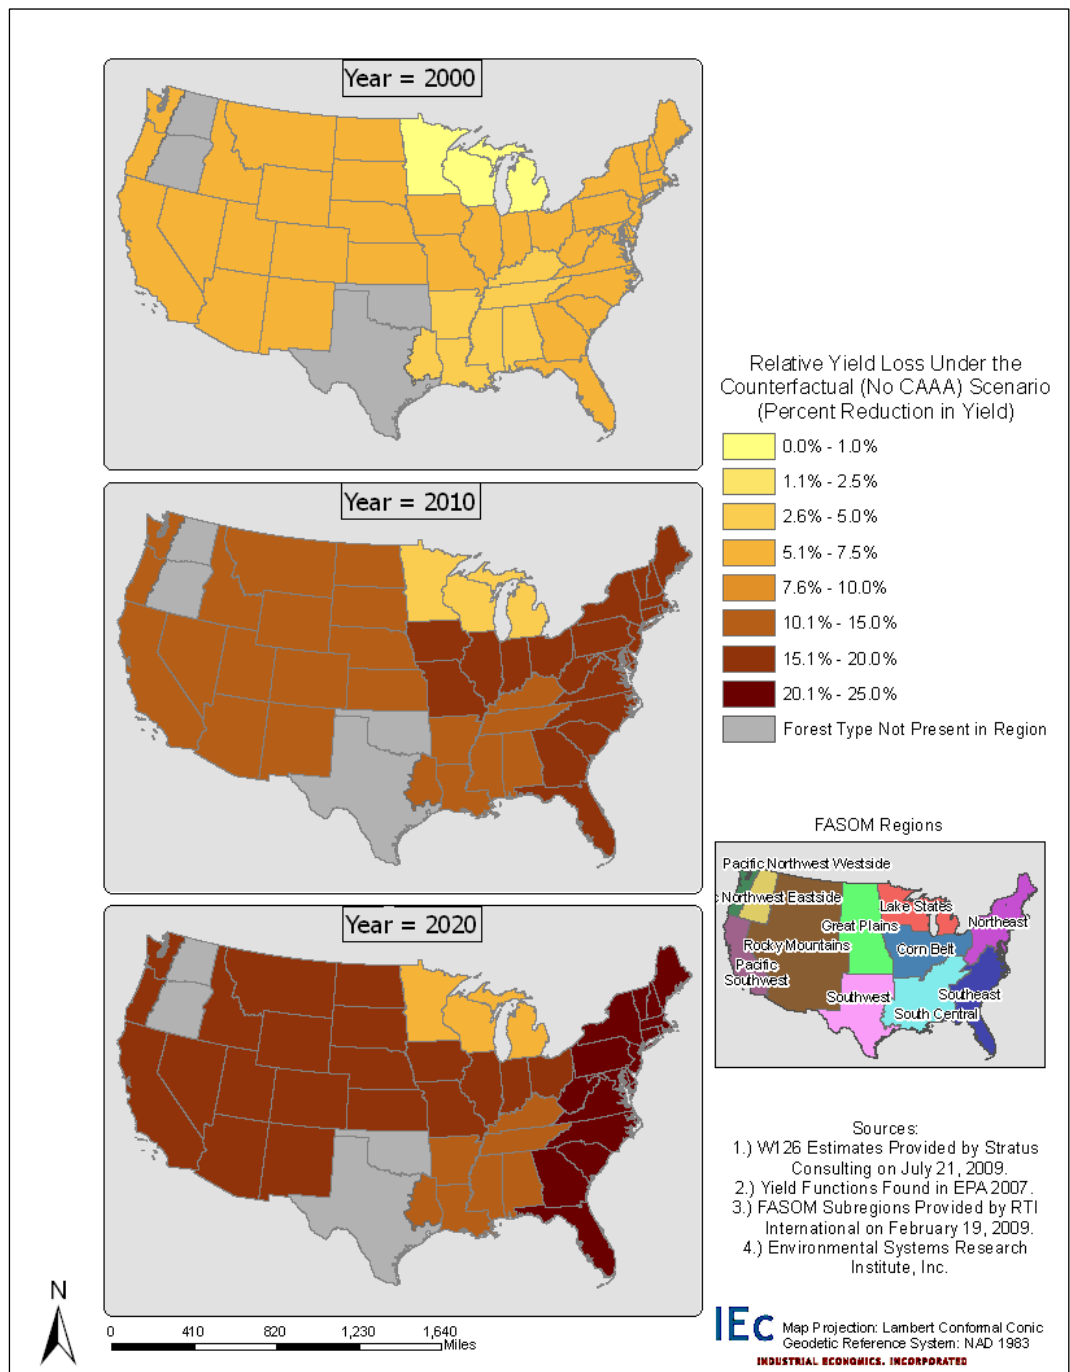 Year = 2000
Relative Yield Loss Under the
Counterfactual (No CAAA) Scenario
(Percent Reduction in Yield)
0.0% - 1.0%
1.1% - 2.5%
2.6% - 5.0%
5.1% - 7.5%
7.6% - 10.0%
10.1% - 15.0%
15.1% - 20.0%
20.1% - 25.0%
Forest Type Not Present in Region
Year = 2010
FASOM Regions
Pacific Northwest Westside
c Northwest Eastside
Lake States
Northeast
Great Plains
Rocky Mountains
Corn Belt
Pacific
Southwest
Southwest
Southeast
South Central
Year = 2020
Sources:
1.) W126 Estimates Provided by Stratus
Consulting on July 21, 2009.
2.) Yield Functions Found in EPA 2007.
3.) FASOM Subregions Provided by RTI
International on February 19, 2009.
4.) Environmental Systems Research
Institute, Inc.
N
0 410 820 1,230 1,640
Miles
IEc
Map Projection: Lambert Conformal Conic
Geodetic Reference System: NAD 1983
INDUSTRIAL ECONOMICS, INCORPORATED